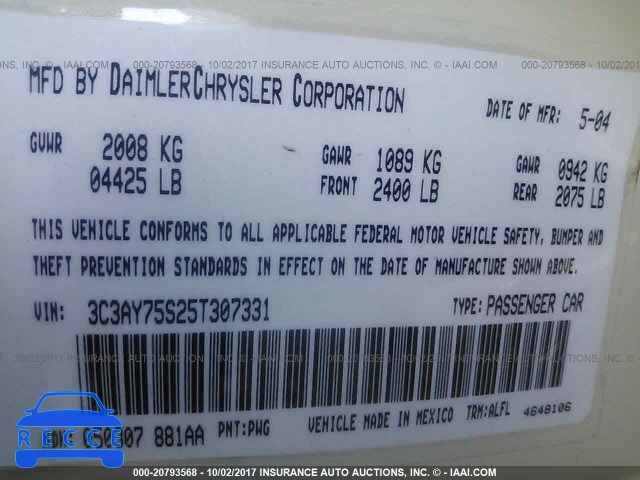 000-20793568 - 10/02/2017 - INSURANCE AUTO AUCTIONS, INC. - © - IAAI.COM
MFD BY DAIMLERCHRYSLER CORPORATION
DATE OF MFR: 5-04
GVWR 2008 KG 04425 LB
GAWR FRONT 1089 KG 2400 LB
GAWR REAR 0942 KG 2075 LB
THIS VEHICLE CONFORMS TO ALL APPLICABLE FEDERAL MOTOR VEHICLE SAFETY, BUMPER AND
THEFT PREVENTION STANDARDS IN EFFECT ON THE DATE OF MANUFACTURE SHOWN ABOVE.
VIN: 3C3AY75S25T307331 TYPE: PASSENGER CAR
881AA PNT:PWG VEHICLE MADE IN MEXICO TRM:ALFL 4648106
000-20793568 - 10/02/2017 - INSURANCE AUTO AUCTIONS, INC. - © - IAAI.COM